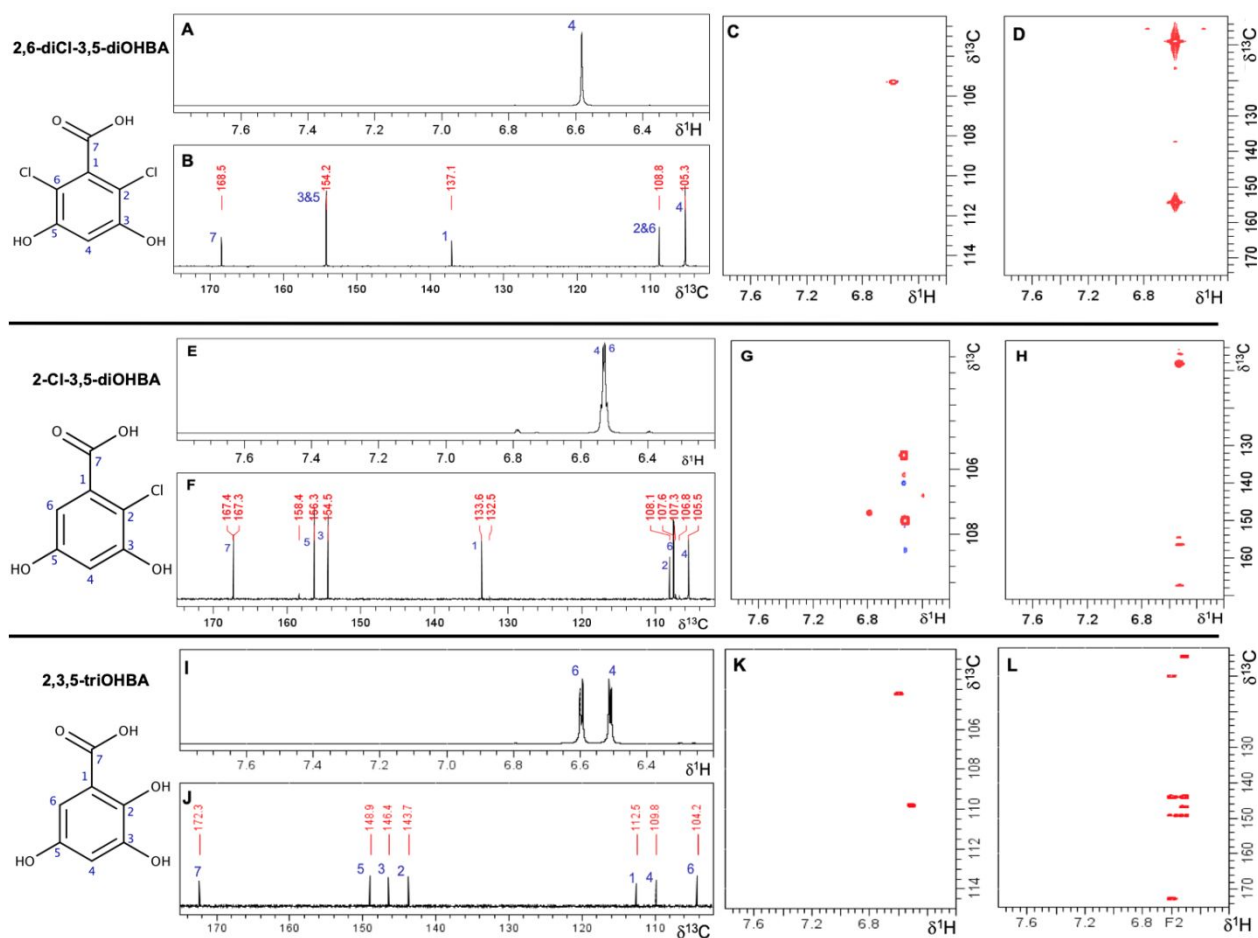 2,6-diCl-3,5-diOHBA
O
OH
7
1
Cl
Cl
6
2
5
3
HO
4
OH
A
4
7.6 7.4 7.2 7.0 6.8 6.6 6.4
δ1H
B
168.5 154.2 137.1 108.8 105.3
7 3&5 1 2&6 4
170 160 150 140 130 120 110
δ13C
C
δ13C
106
108
110
112
114
7.6 7.2 6.8
δ1H
D
δ13C
130
140
150
160
170
7.6 7.2 6.8
δ1H
2-Cl-3,5-diOHBA
O
OH
7
1
Cl
6
2
5
3
HO
4
OH
E
4 6
7.6 7.4 7.2 7.0 6.8 6.6 6.4
δ1H
F
167.4 167.3 158.4 156.3 154.5 133.6 132.5 108.1 107.6 107.3 106.8 105.5
7 5 3 1 2 6 4
170 160 150 140 130 120 110
δ13C
G
δ13C
106
108
7.6 7.2 6.8
δ1H
H
δ13C
130
140
150
160
7.6 7.2 6.8
δ1H
2,3,5-triOHBA
O
OH
7
1
OH
6
2
5
3
HO
4
OH
I
6 4
7.6 7.4 7.2 7.0 6.8 6.6 6.4
δ1H
J
172.3 148.9 146.4 143.7 112.5 109.8 104.2
7 5 3 2 1 4 6
170 160 150 140 130 120 110
δ13C
K
δ13C
106
108
110
112
114
7.6 7.2 6.8
δ1H
L
δ13C
130
140
150
160
170
7.6 7.2 6.8 F2
δ1H